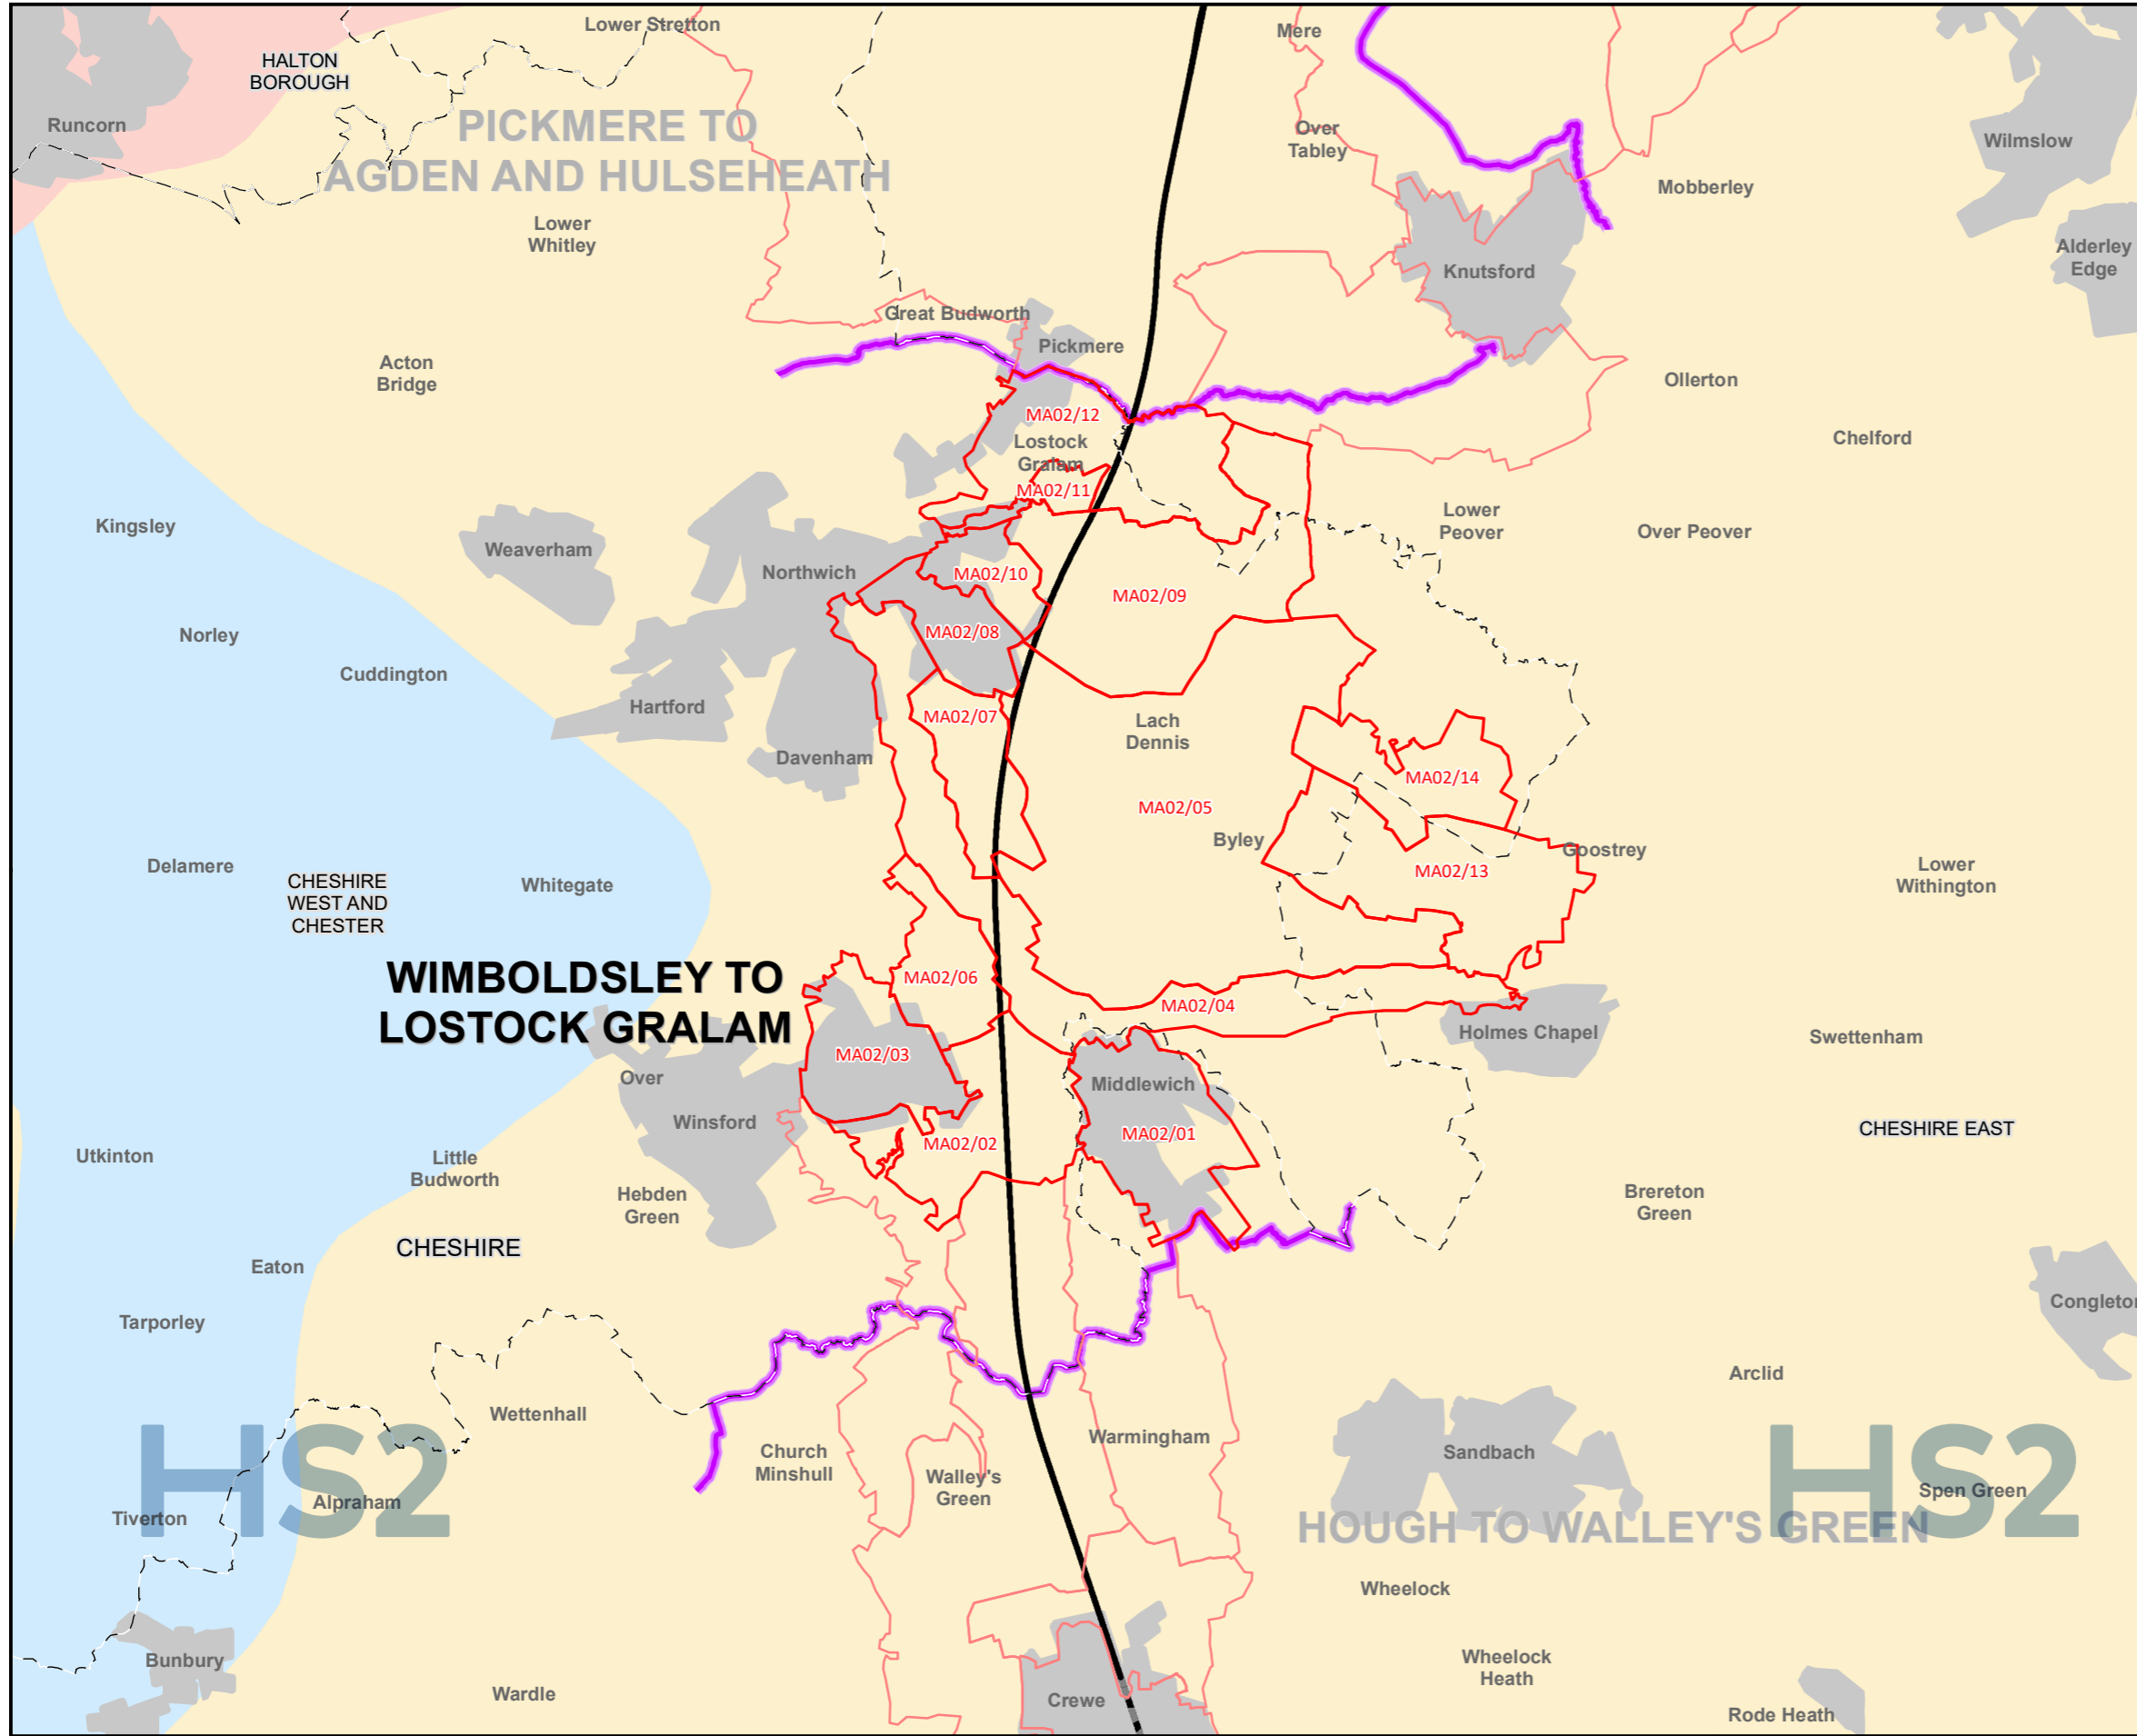 Lower Stretton
Mere
HALTON
BOROUGH
Runcorn
PICKMERE TO
AGDEN AND HULSEHEATH
Over
Tabley
Wilmslow
Mobberley
Lower
Whitley
Alderley
Edge
Knutsford
Great Budworth
Pickmere
Acton
Bridge
Ollerton
MA02/12
Chelford
Lostock
Gralam
MA02/11
Kingsley
Lower
Peover
Over Peover
Weaverham
Northwich
MA02/10
MA02/09
Norley
MA02/08
Cuddington
Hartford
MA02/07
Lach
Dennis
Davenham
MA02/14
MA02/05
Byley
Goostrey
Delamere
MA02/13
Lower
Withington
CHESHIRE
WEST AND
CHESTER
Whitegate
WIMBOLDSLEY TO
LOSTOCK GRALAM
MA02/06
MA02/04
Holmes Chapel
Swettenham
MA02/03
Over
Middlewich
Winsford
CHESHIRE EAST
MA02/01
MA02/02
Utkinton
Little
Budworth
Hebden
Green
Brereton
Green
CHESHIRE
Eaton
Tarporley
Congleton
Arclid
Wettenhall
Church
Minshull
Warmingham
Sandbach
Walley's
Green
HS2
HS2
Alpraham
Tiverton
Spen Green
HOUGH TO WALLEY'S GREEN
Wheelock
Bunbury
Wheelock
Heath
Wardle
Crewe
Rode Heath